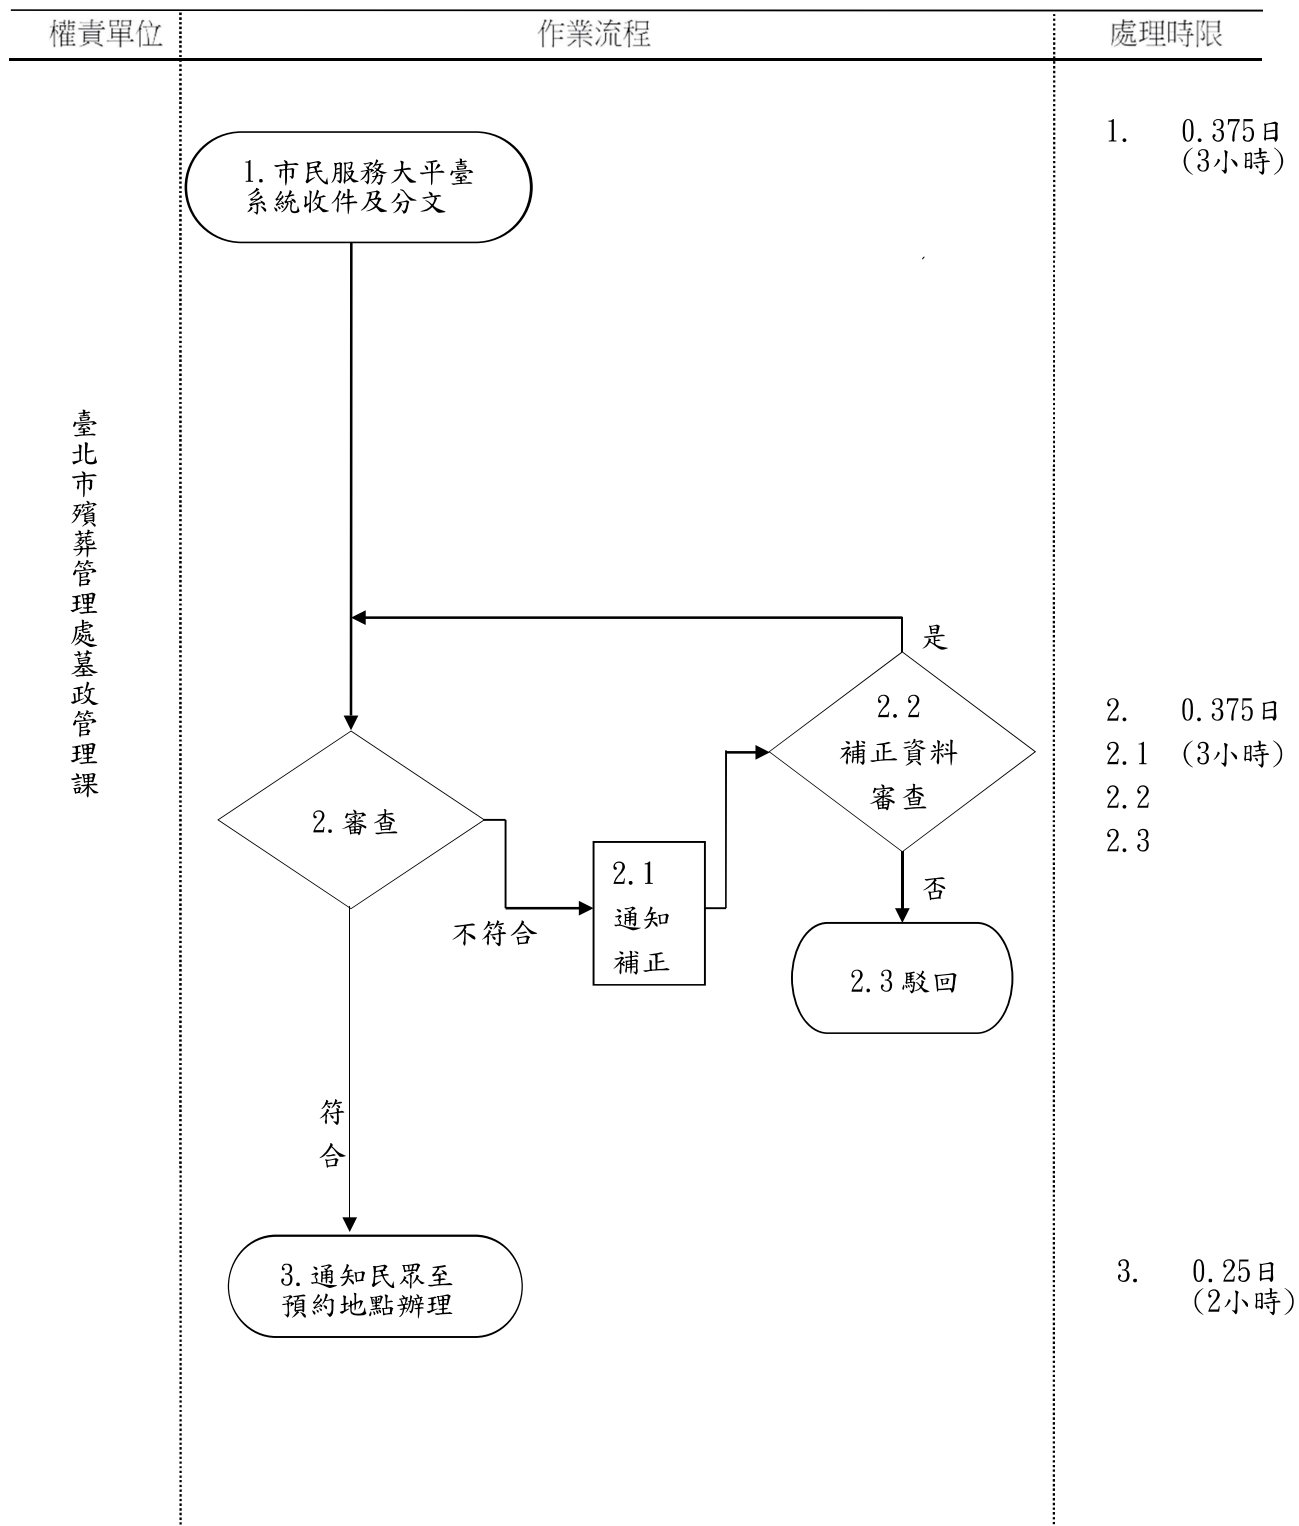 權責單位
作業流程
處理時限
1.市民服務大平臺
系統收件及分文
1. 0.375日
(3小時)
臺北市殯葬管理處墓政管理課
是
2.2
補正資料
審查
2. 0.375日
2.1 (3小時)
2.2
2.3
2.審查
不符合
2.1
通知
補正
否
2.3駁回
符
合
3.通知民眾至
預約地點辦理
3. 0.25日
(2小時)